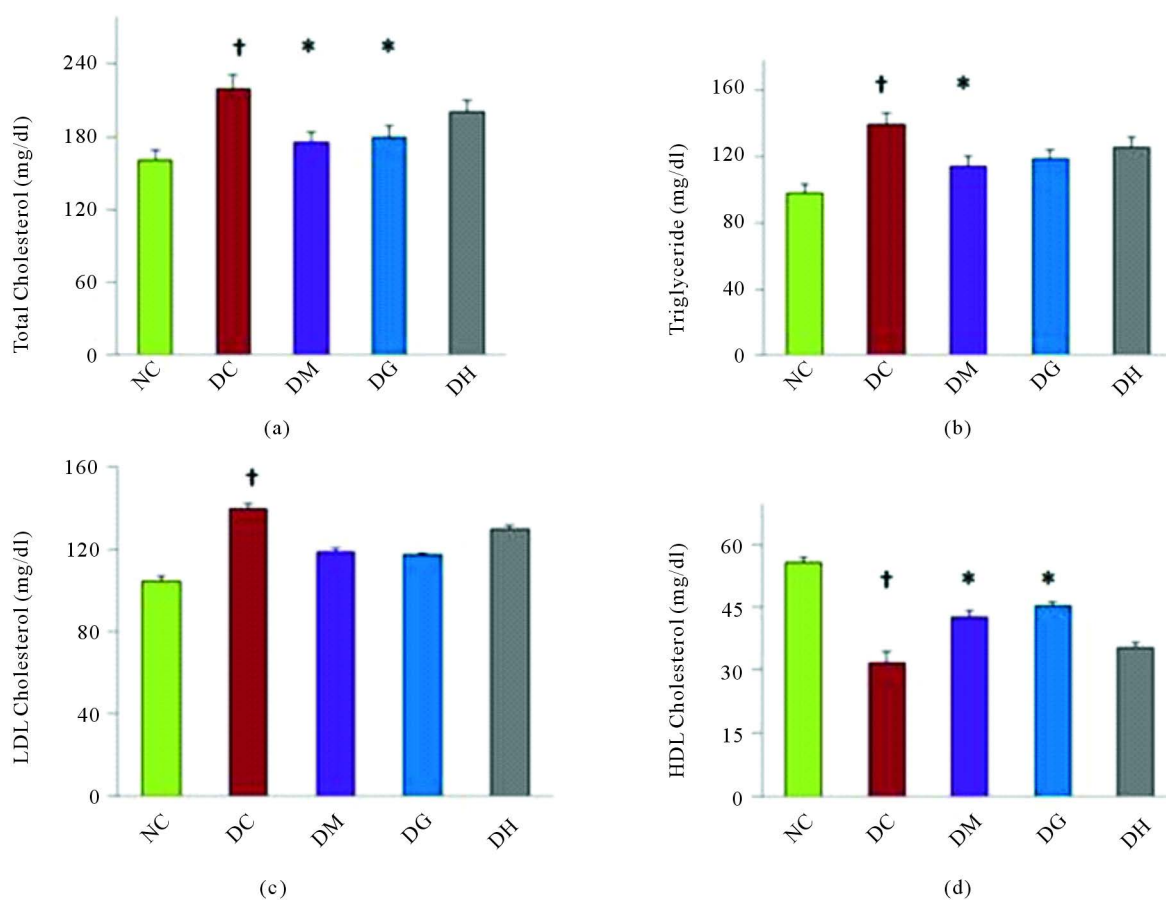 Total Cholesterol (mg/dl)
240
180
120
60
0
† * *
NC DC DM DG DH
(a)
Triglyceride (mg/dl)
160
120
80
40
0
† *
NC DC DM DG DH
(b)
LDL Cholesterol (mg/dl)
160
120
80
40
0
†
NC DC DM DG DH
(c)
HDL Cholesterol (mg/dl)
60
45
30
15
0
† * *
NC DC DM DG DH
(d)